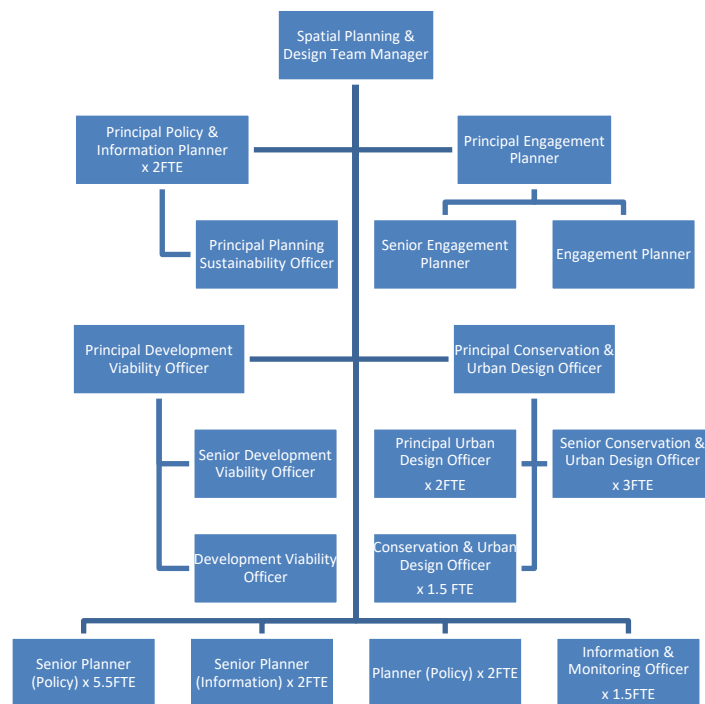 Spatial Planning &
Design Team Manager
Principal Policy &
Information Planner
x 2FTE
Principal Engagement
Planner
Principal Planning
Sustainability Officer
Senior Engagement
Planner
Engagement Planner
Principal Development
Viability Officer
Principal Conservation &
Urban Design Officer
Senior Development
Viability Officer
Principal Urban
Design Officer
x 2FTE
Senior Conservation &
Urban Design Officer
x 3FTE
Development Viability
Officer
Conservation & Urban
Design Officer
x 1.5 FTE
Senior Planner
(Policy) x 5.5FTE
Senior Planner
(Information) x 2FTE
Planner (Policy) x 2FTE
Information &
Monitoring Officer
x 1.5FTE